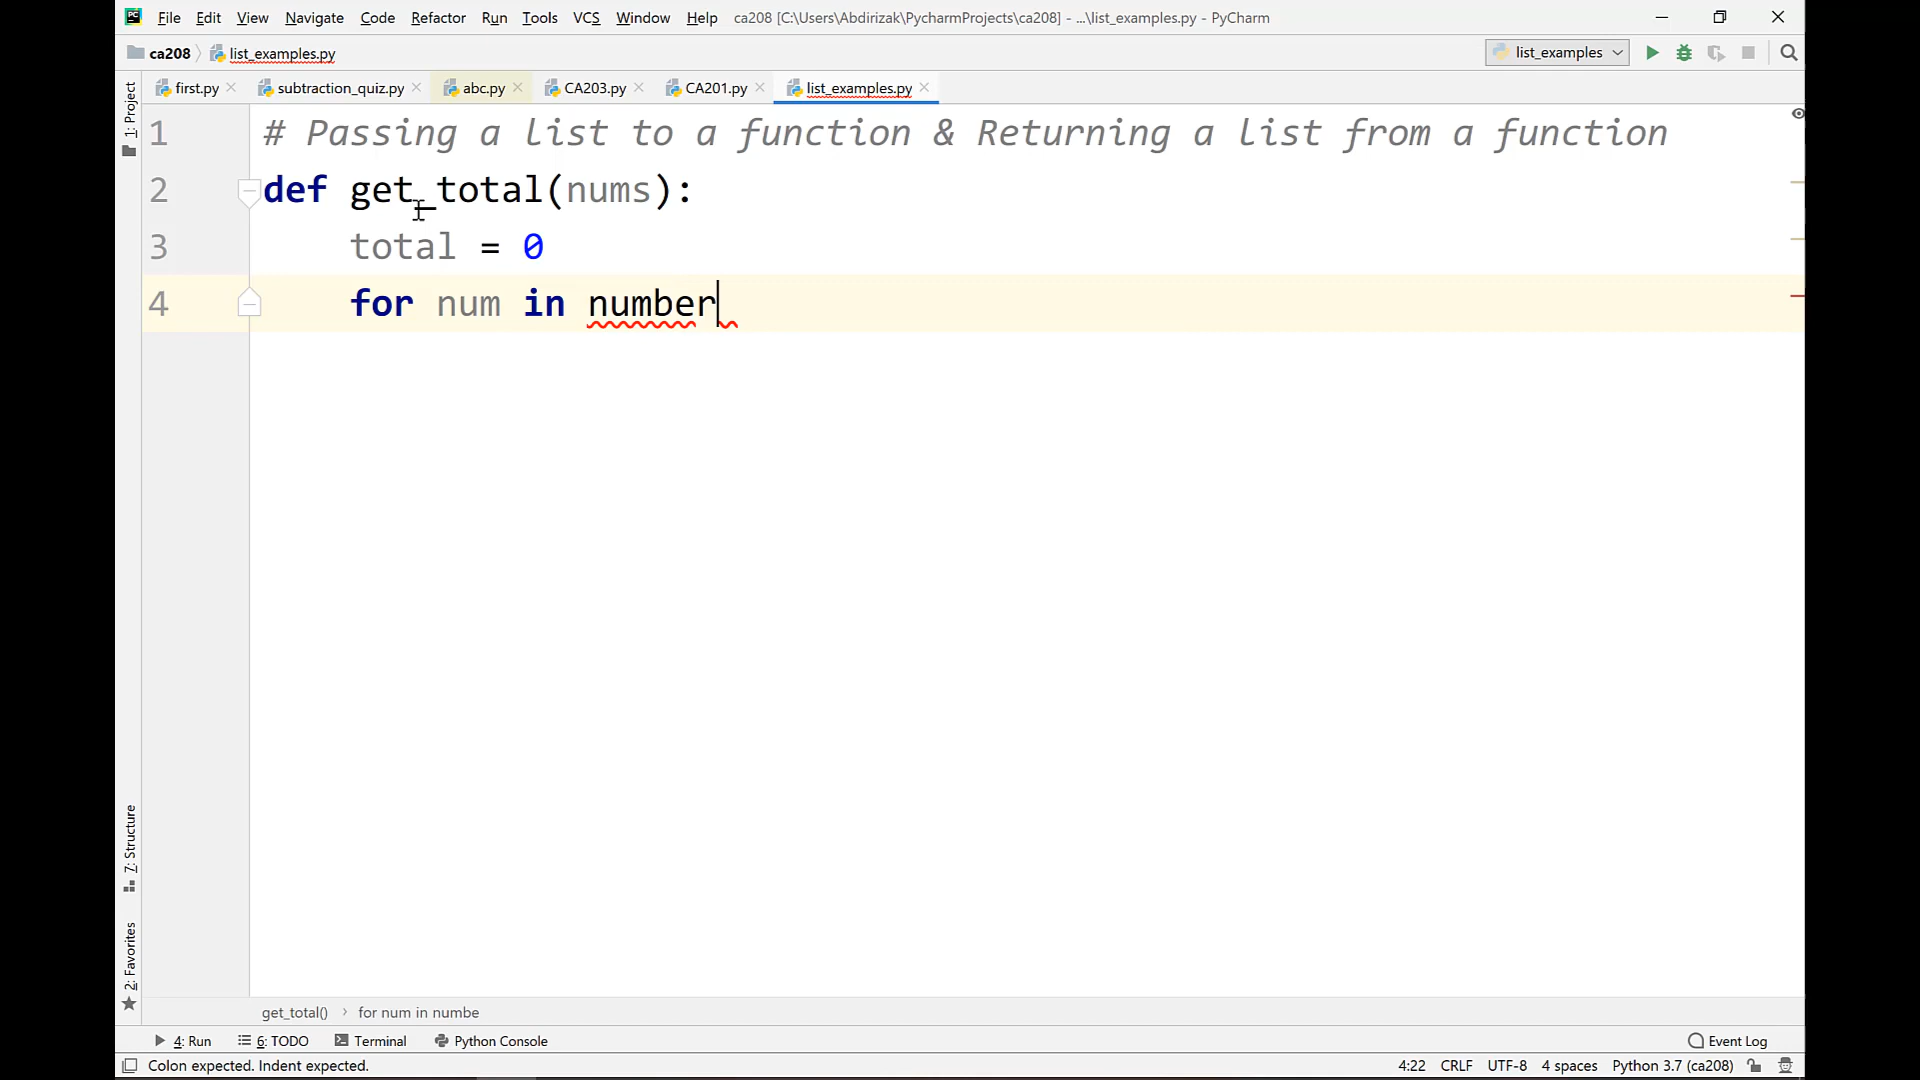 PC File Edit View Navigate Code Refactor Run Tools VCS Window Help ca208 [C:\Users\Abdirizak\PycharmProjects\ca208] - ...\list_examples.py - PyCharm
ca208 list_examples.py list_examples
first.py subtraction_quiz.py abc.py CA203.py CA201.py list_examples.py
1: Project
1 # Passing a list to a function & Returning a list from a function
2 def get_total(nums):
3 total = 0
4 for num in number
7: Structure
2: Favorites
get_total() › for num in numbe
4: Run 6: TODO Terminal Python Console Event Log
Colon expected. Indent expected. 4:22 CRLF UTF-8 4 spaces Python 3.7 (ca208)